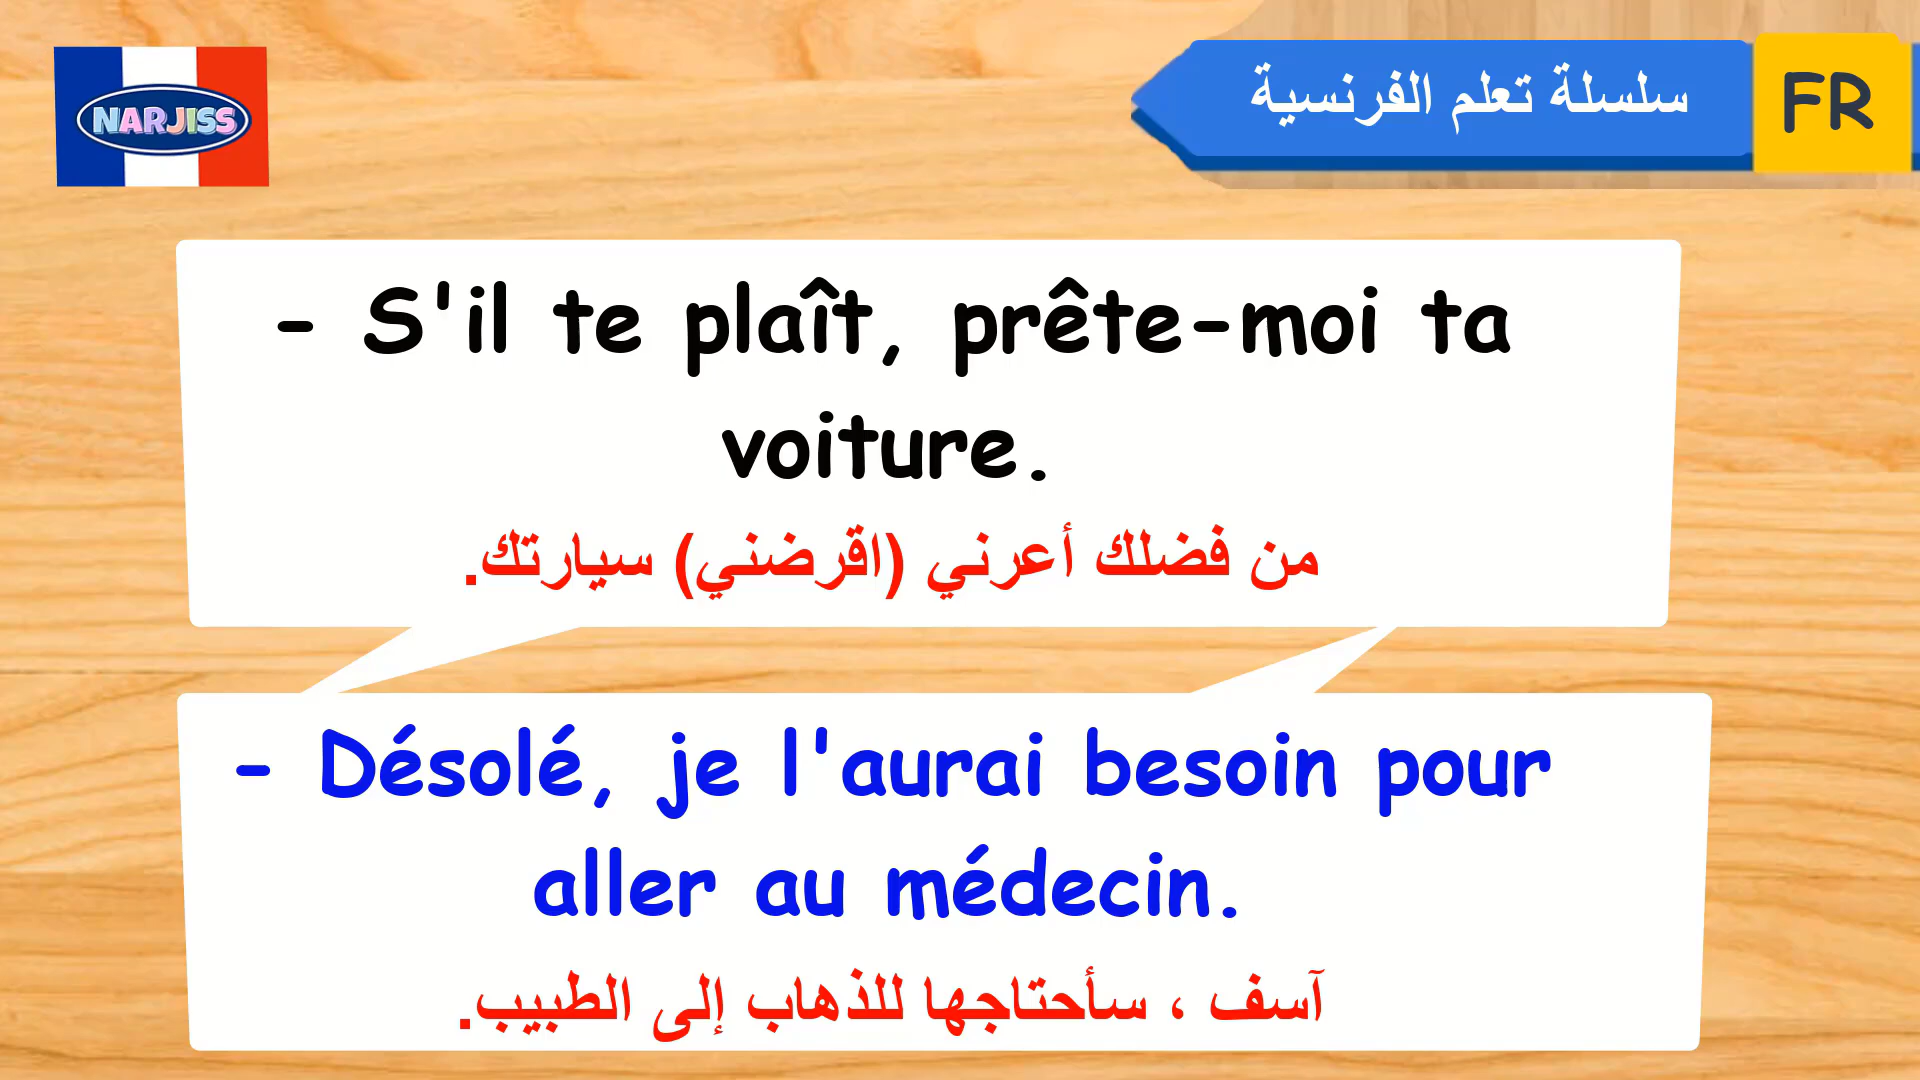 NARJISS
سلسلة تعلم الفرنسية
FR
- S'il te plaît, prête-moi ta
voiture.
من فضلك أعرني (اقرضني) سيارتك.
- Désolé, je l'aurai besoin pour
aller au médecin.
آسف ، سأحتاجها للذهاب إلى الطبيب.